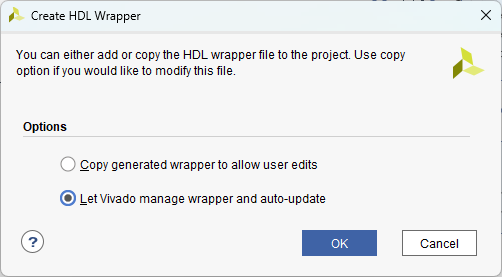 Create HDL Wrapper
You can either add or copy the HDL wrapper file to the project. Use copy
option if you would like to modify this file.
Options
Copy generated wrapper to allow user edits
Let Vivado manage wrapper and auto-update
?
OK
Cancel